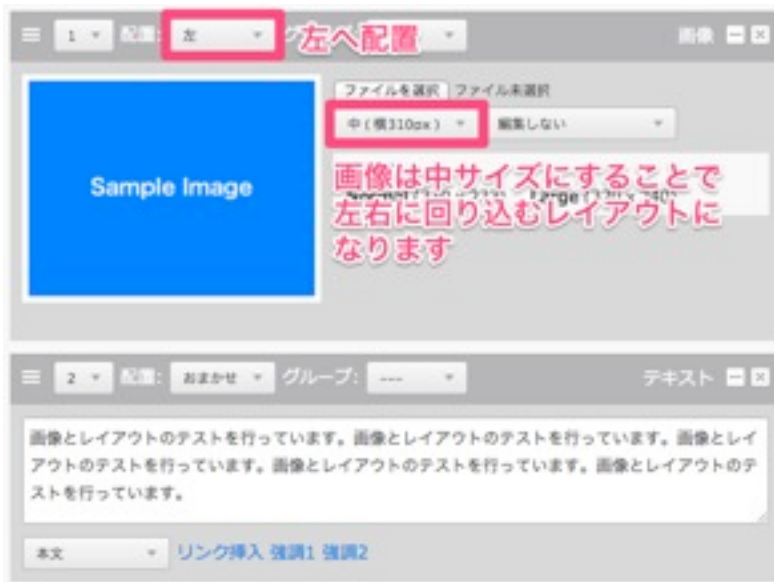 1 配置: 左 左へ配置 画像
ファイルを選択 ファイル未選択
中(横310px) 編集しない
Sample Image
画像は中サイズにすることで
Large
左右に回り込むレイアウトに
なります
2 配置: おまかせ グループ: --- テキスト
画像とレイアウトのテストを行っています。画像とレイアウトのテストを行っています。画像とレイ
アウトのテストを行っています。画像とレイアウトのテストを行っています。画像とレイアウトのテ
ストを行っています。
本文 リンク挿入 強調1 強調2